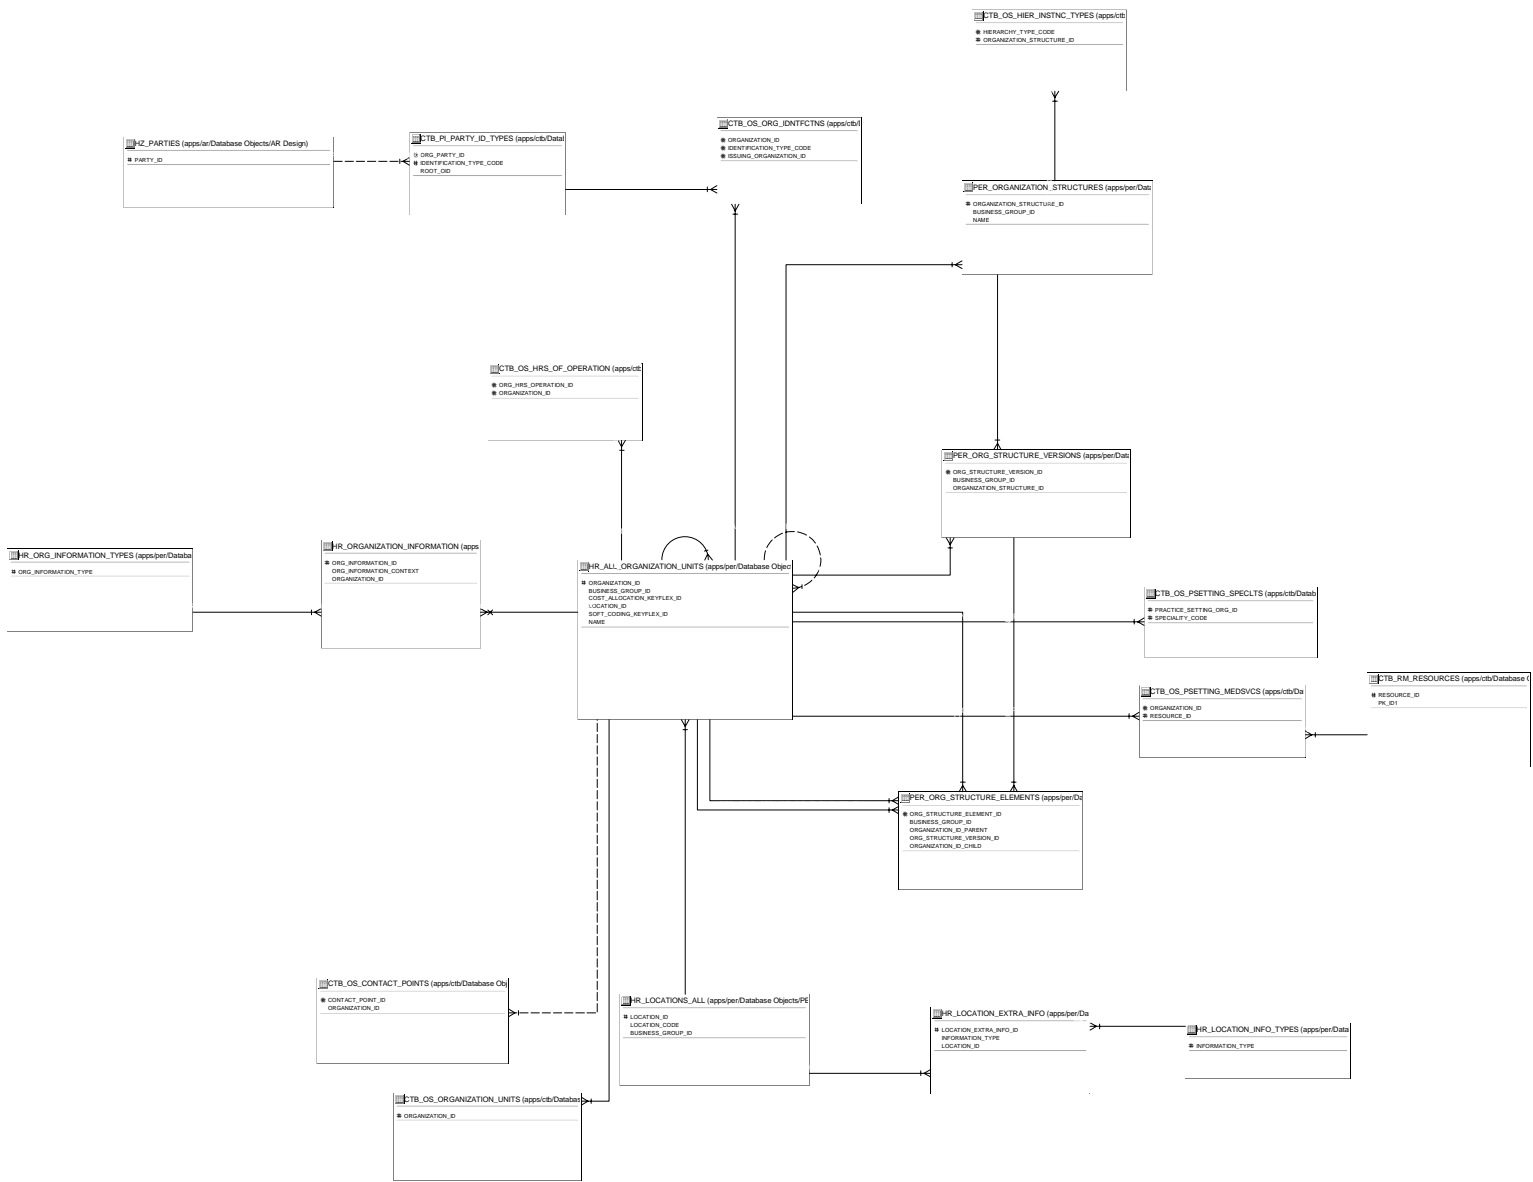 CTB_OS_HIER_INSTNC_TYPES (apps/ctb
# HIERARCHY_TYPE_CODE
# ORGANIZATION_STRUCTURE_ID
HZ_PARTIES (apps/ar/Database Objects/AR Design)
# PARTY_ID
CTB_PI_PARTY_ID_TYPES (apps/ctb/Datal
ORG_PARTY_ID
# IDENTIFICATION_TYPE_CODE
ROOT_OID
CTB_OS_ORG_IDNTFCTNS (apps/ctb/
# ORGANIZATION_ID
# IDENTIFICATION_TYPE_CODE
# ISSUING_ORGANIZATION_ID
PER_ORGANIZATION_STRUCTURES (apps/per/Data
# ORGANIZATION_STRUCTURE_ID
BUSINESS_GROUP_ID
NAME
CTB_OS_HRS_OF_OPERATION (apps/ctb
# ORG_HRS_OPERATION_ID
# ORGANIZATION_ID
PER_ORG_STRUCTURE_VERSIONS (apps/per/Data
# ORG_STRUCTURE_VERSION_ID
BUSINESS_GROUP_ID
ORGANIZATION_STRUCTURE_ID
HR_ORG_INFORMATION_TYPES (apps/per/Databa
# ORG_INFORMATION_TYPE
HR_ORGANIZATION_INFORMATION (apps
# ORG_INFORMATION_ID
ORG_INFORMATION_CONTEXT
ORGANIZATION_ID
HR_ALL_ORGANIZATION_UNITS (apps/per/Database Object
# ORGANIZATION_ID
BUSINESS_GROUP_ID
COST_ALLOCATION_KEYFLEX_ID
LOCATION_ID
SOFT_CODING_KEYFLEX_ID
NAME
CTB_OS_PSETTING_SPECLTS (apps/ctb/Datab
# PRACTICE_SETTING_ORG_ID
# SPECIALITY_CODE
CTB_OS_PSETTING_MEDSVCS (apps/ctb/Da
# ORGANIZATION_ID
# RESOURCE_ID
CTB_RM_RESOURCES (apps/ctb/Database O
# RESOURCE_ID
PK_ID1
PER_ORG_STRUCTURE_ELEMENTS (apps/per/Da
# ORG_STRUCTURE_ELEMENT_ID
BUSINESS_GROUP_ID
ORGANIZATION_ID_PARENT
ORG_STRUCTURE_VERSION_ID
ORGANIZATION_ID_CHILD
CTB_OS_CONTACT_POINTS (apps/ctb/Database Obj
# CONTACT_POINT_ID
ORGANIZATION_ID
HR_LOCATIONS_ALL (apps/per/Database Objects/PE
# LOCATION_ID
LOCATION_CODE
BUSINESS_GROUP_ID
HR_LOCATION_EXTRA_INFO (apps/per/Da
# LOCATION_EXTRA_INFO_ID
INFORMATION_TYPE
LOCATION_ID
HR_LOCATION_INFO_TYPES (apps/per/Data
# INFORMATION_TYPE
CTB_OS_ORGANIZATION_UNITS (apps/ctb/Databas
# ORGANIZATION_ID